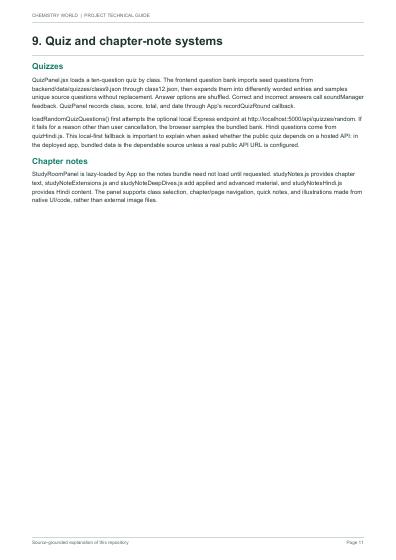 CHEMISTRY WORLD | PROJECT TECHNICAL GUIDE
9. Quiz and chapter-note systems
Quizzes
QuizPanel.jsx loads a ten-question quiz by class. The frontend question bank imports seed questions from
backend/data/quizzes/class9.json through class12.json, then expands them into differently worded entries and samples
unique source questions without replacement. Answer options are shuffled. Correct and incorrect answers call soundManager
feedback. QuizPanel records class, score, total, and date through App's recordQuizRound callback.
loadRandomQuizQuestions() first attempts the optional local Express endpoint at http://localhost:5000/api/quizzes/random. If
it fails for a reason other than user cancellation, the browser samples the bundled bank. Hindi questions come from
quizHindi.js. This local-first fallback is important to explain when asked whether the public quiz depends on a hosted API: in
the deployed app, bundled data is the dependable source unless a real public API URL is configured.
Chapter notes
StudyRoomPanel is lazy-loaded by App so the notes bundle need not load until requested. studyNotes.js provides chapter
text, studyNoteExtensions.js and studyNoteDeepDives.js add applied and advanced material, and studyNotesHindi.js
provides Hindi content. The panel supports class selection, chapter/page navigation, quick notes, and illustrations made from
native UI/code, rather than external image files.
Source-grounded explanation of this repository
Page 11